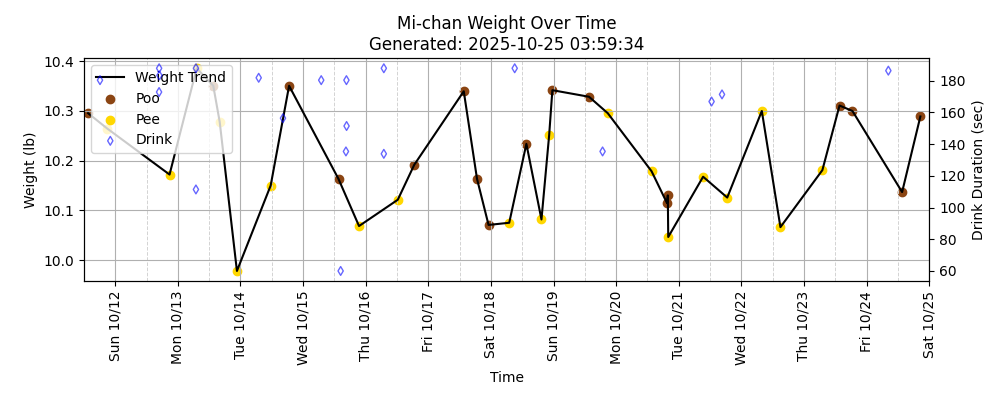 Mi-chan Weight Over Time
Generated: 2025-10-25 03:59:34
Weight (lb)
10.4
10.3
10.2
10.1
10.0
Weight Trend
Poo
Pee
Drink
180
160
140
120
100
80
60
Drink Duration (sec)
Sun 10/12
Mon 10/13
Tue 10/14
Wed 10/15
Thu 10/16
Fri 10/17
Sat 10/18
Sun 10/19
Mon 10/20
Tue 10/21
Wed 10/22
Thu 10/23
Fri 10/24
Sat 10/25
Time